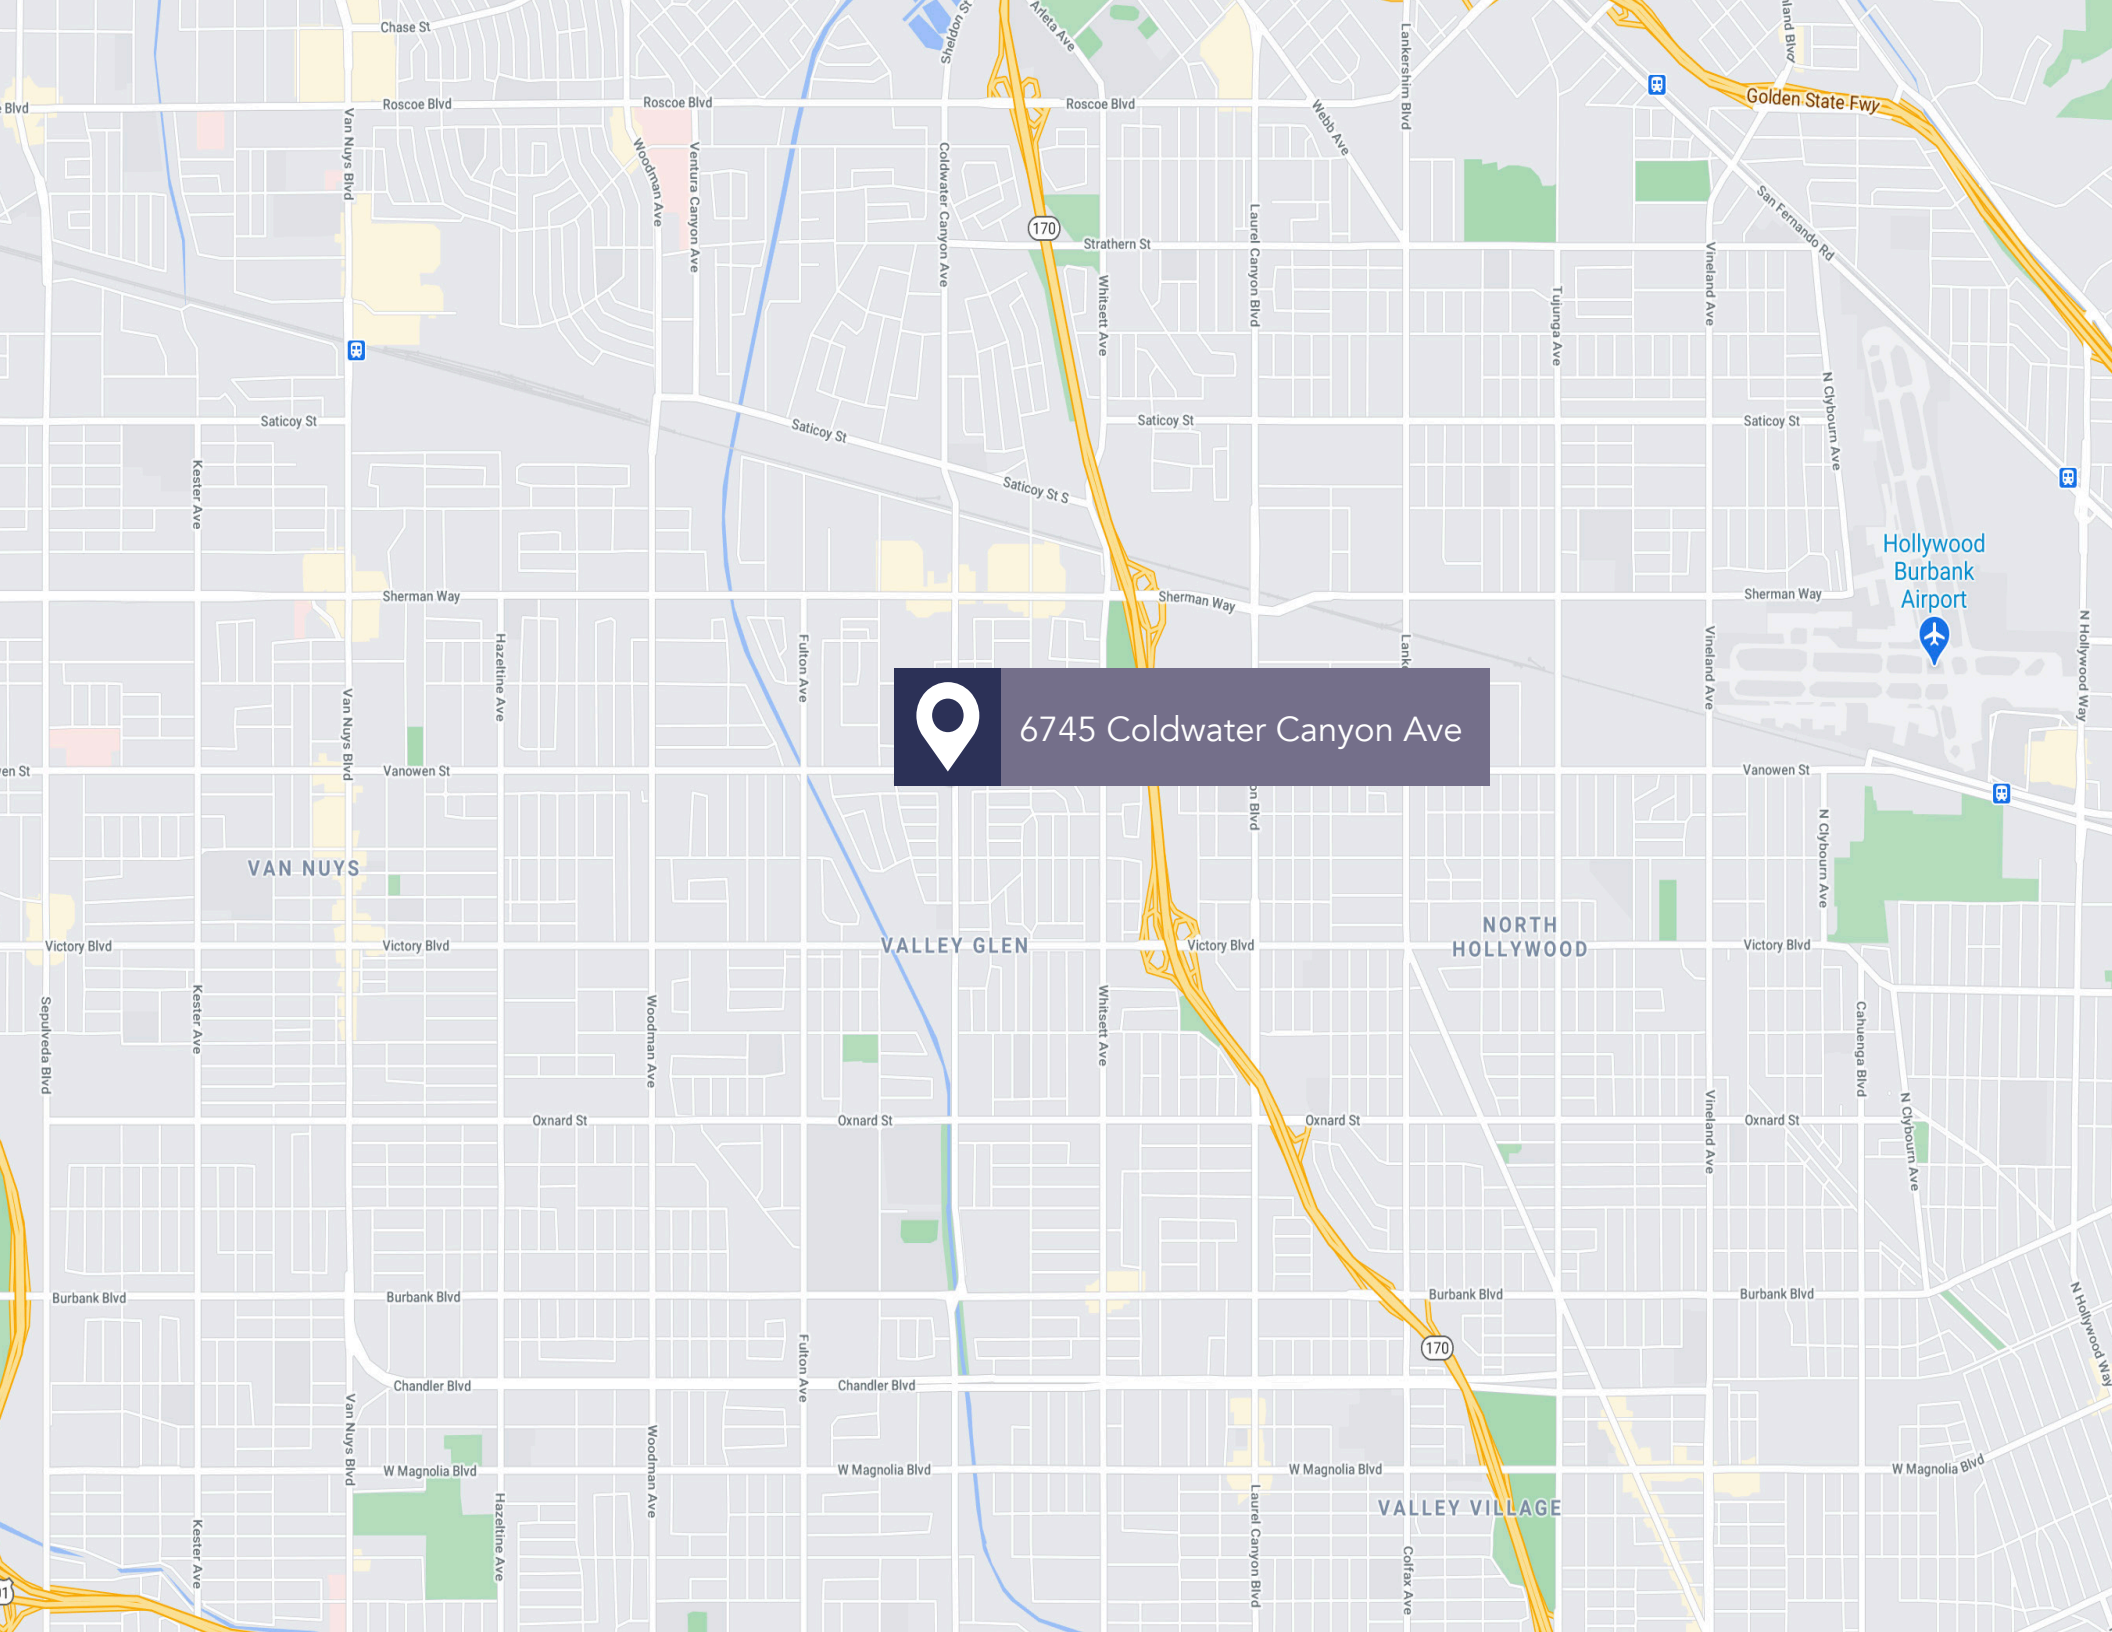 Chase St
Sheldon St
Arleta Ave
Lankershim Blvd
Blvd
Roscoe Blvd
Roscoe Blvd
Roscoe Blvd
Golden State Fwy
Van Nuys Blvd
Woodman Ave
Ventura Canyon Ave
Coldwater Canyon Ave
Webb Ave
170
Strathern St
Laurel Canyon Blvd
Whitsett Ave
Tujunga Ave
Vineland Ave
San Fernando Rd
N Clybourn Ave
Saticoy St
Saticoy St
Saticoy St
Saticoy St
Saticoy St S
Kester Ave
Hollywood
Burbank
Airport
Sherman Way
Sherman Way
Sherman Way
Hazeltine Ave
Fulton Ave
Van Nuys Blvd
Vineland Ave
N Hollywood Way
6745 Coldwater Canyon Ave
Vanowen St
Vanowen St
N Clybourn Ave
VAN NUYS
VALLEY GLEN
NORTH
HOLLYWOOD
Victory Blvd
Victory Blvd
Victory Blvd
Victory Blvd
Sepulveda Blvd
Kester Ave
Woodman Ave
Whitsett Ave
Cahuenga Blvd
N Clybourn Ave
Vineland Ave
Oxnard St
Oxnard St
Oxnard St
Oxnard St
Burbank Blvd
Burbank Blvd
Burbank Blvd
Burbank Blvd
N Hollywood Way
170
Fulton Ave
Chandler Blvd
Chandler Blvd
Van Nuys Blvd
Woodman Ave
W Magnolia Blvd
W Magnolia Blvd
W Magnolia Blvd
W Magnolia Blvd
VALLEY VILLAGE
Kester Ave
Hazeltine Ave
Laurel Canyon Blvd
Colfax Ave